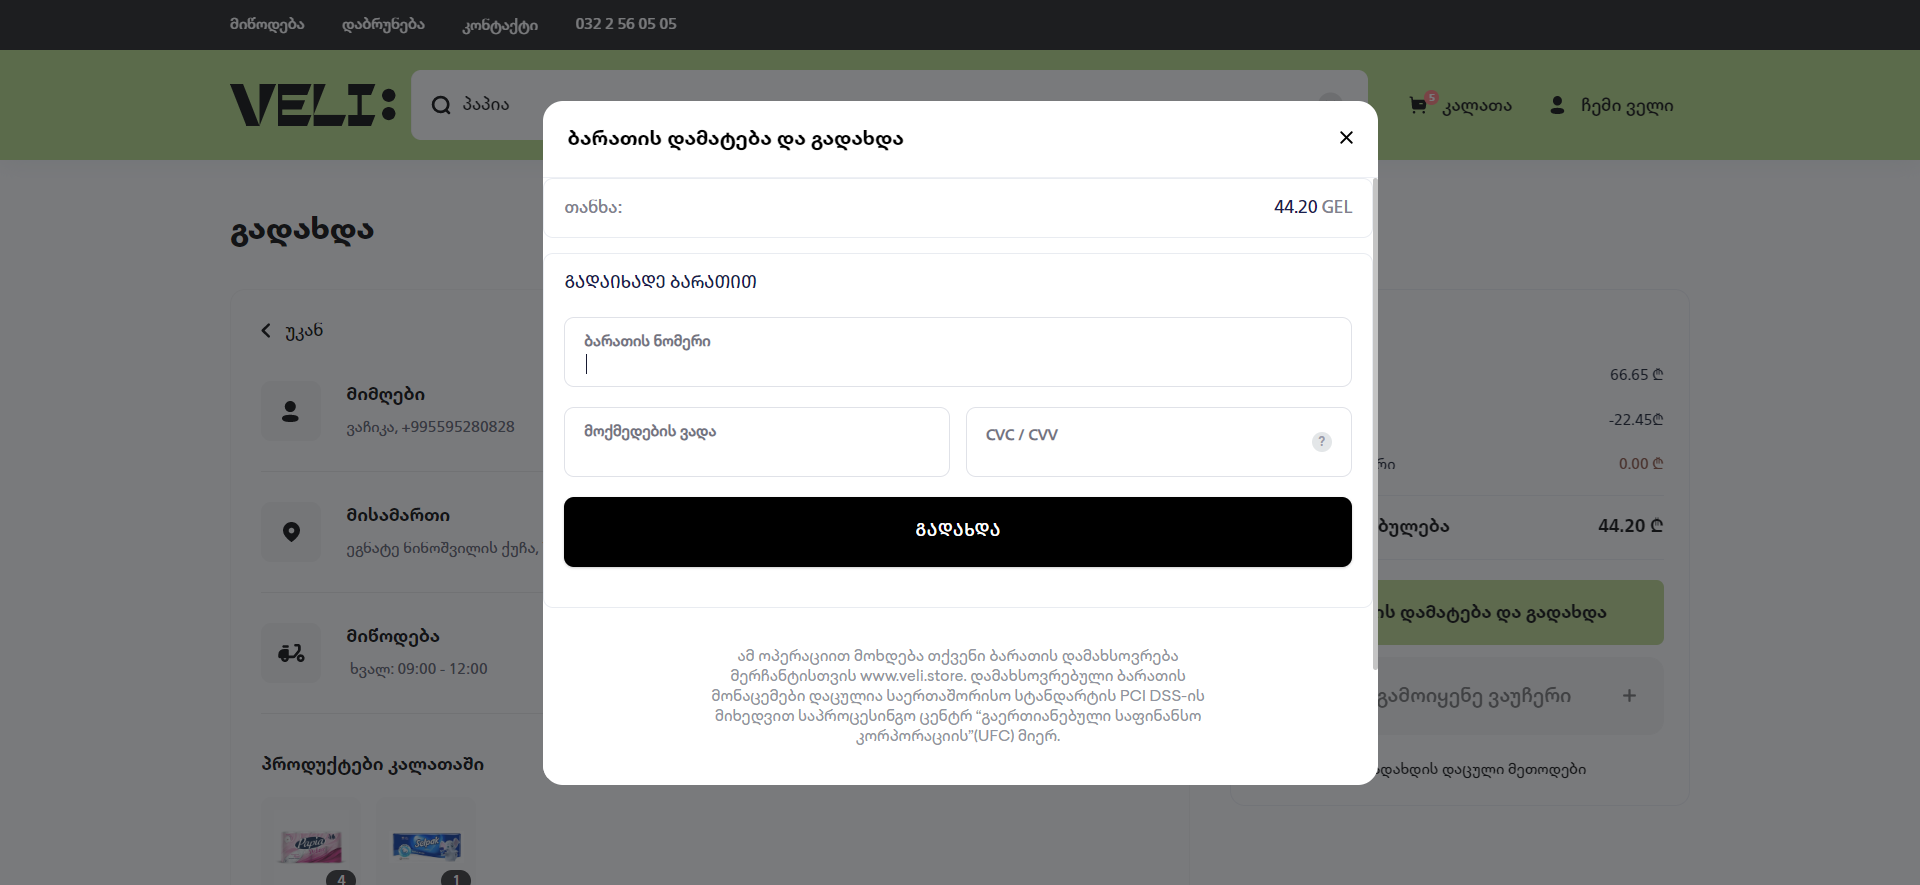 მიწოდება დაბრუნება კონტაქტი 032 2 56 05 05
VELI:
პაპია
5 კალათა ჩემი ველი
გადახდა
უკან
მიმღები
ვაჩიკა, +995595280828
მისამართი
ეგნატე ნინოშვილის ქუჩა,
მიწოდება
ხვალ: 09:00 - 12:00
პროდუქტები კალათაში
Papia
4
Selpak
1
ბარათის დამატება და გადახდა
თანხა: 44.20 GEL
გადაიხადე ბარათით
ბარათის ნომერი
მოქმედების ვადა
CVC / CVV
?
გადახდა
ამ ოპერაციით მოხდება თქვენი ბარათის დამახსოვრება
მერჩანტისთვის www.veli.store. დამახსოვრებული ბარათის
მონაცემები დაცულია საერთაშორისო სტანდარტის PCI DSS-ის
მიხედვით საპროცესინგო ცენტრ “გაერთიანებული საფინანსო
კორპორაციის”(UFC) მიერ.
66.65 ₾
-22.45₾
რი 0.00 ₾
ბულება 44.20 ₾
ის დამატება და გადახდა
გამოიყენე ვაუჩერი +
ადახდის დაცული მეთოდები